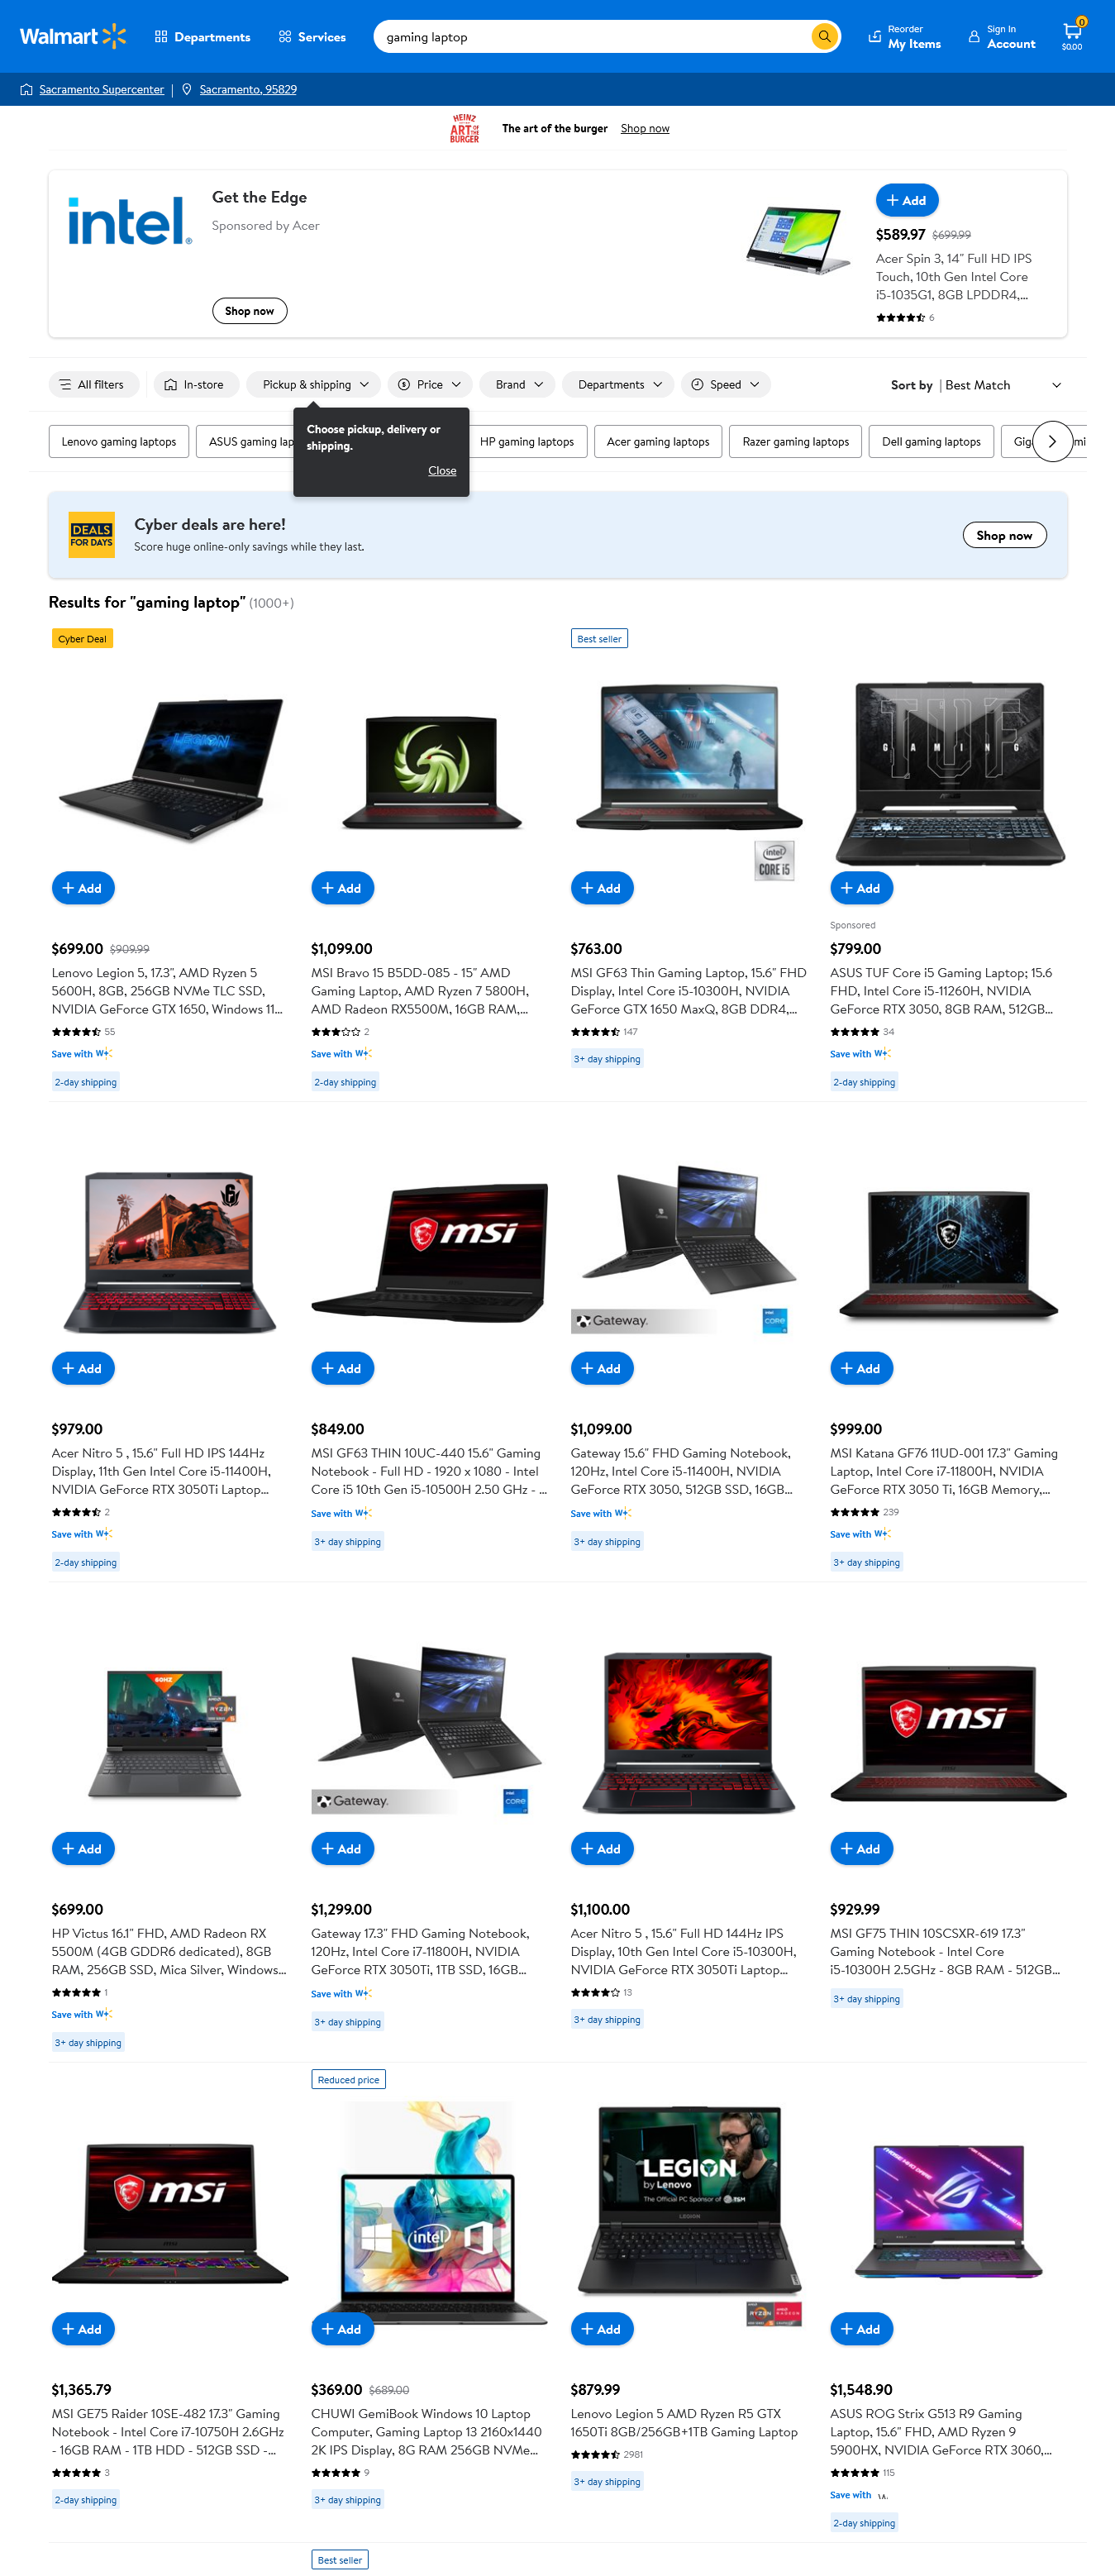 Walmart
Departments
Services
gaming laptop
Reorder
My Items
Sign In
Account
0
$0.00
Sacramento Supercenter
Sacramento, 95829
HEINZ
ART OF THE
BURGER
The art of the burger
Shop now
intel.
Get the Edge
Sponsored by Acer
Shop now
Add
$589.97 $699.99
Acer Spin 3, 14" Full HD IPS
Touch, 10th Gen Intel Core
i5-1035G1, 8GB LPDDR4,...
6
All filters
In-store
Pickup & shipping
Price
Brand
Departments
Speed
Sort by | Best Match
Choose pickup, delivery or
shipping.
Close
Lenovo gaming laptops
ASUS gaming lap
HP gaming laptops
Acer gaming laptops
Razer gaming laptops
Dell gaming laptops
Gig
mi
DEALS
FOR DAYS
Cyber deals are here!
Score huge online-only savings while they last.
Shop now
Results for "gaming laptop" (1000+)
Cyber Deal
LEGION
Add
$699.00 $909.99
Lenovo Legion 5, 17.3", AMD Ryzen 5
5600H, 8GB, 256GB NVMe TLC SSD,
NVIDIA GeForce GTX 1650, Windows 11...
55
Save with W+
2-day shipping
Add
$1,099.00
MSI Bravo 15 B5DD-085 - 15" AMD
Gaming Laptop, AMD Ryzen 7 5800H,
AMD Radeon RX5500M, 16GB RAM,...
2
Save with W+
2-day shipping
Best seller
intel
CORE i5
Add
$763.00
MSI GF63 Thin Gaming Laptop, 15.6" FHD
Display, Intel Core i5-10300H, NVIDIA
GeForce GTX 1650 MaxQ, 8GB DDR4,...
147
3+ day shipping
TUF
GAMING
Add
Sponsored
$799.00
ASUS TUF Core i5 Gaming Laptop; 15.6
FHD, Intel Core i5-11260H, NVIDIA
GeForce RTX 3050, 8GB RAM, 512GB...
34
Save with W+
2-day shipping
Add
$979.00
Acer Nitro 5 , 15.6" Full HD IPS 144Hz
Display, 11th Gen Intel Core i5-11400H,
NVIDIA GeForce RTX 3050Ti Laptop...
2
Save with W+
2-day shipping
msi
Add
$849.00
MSI GF63 THIN 10UC-440 15.6" Gaming
Notebook - Full HD - 1920 x 1080 - Intel
Core i5 10th Gen i5-10500H 2.50 GHz - ...
Save with W+
3+ day shipping
Gateway.
intel
CORE
Add
$1,099.00
Gateway 15.6" FHD Gaming Notebook,
120Hz, Intel Core i5-11400H, NVIDIA
GeForce RTX 3050, 512GB SSD, 16GB...
Save with W+
3+ day shipping
Add
$999.00
MSI Katana GF76 11UD-001 17.3" Gaming
Laptop, Intel Core i7-11800H, NVIDIA
GeForce RTX 3050 Ti, 16GB Memory,...
239
Save with W+
3+ day shipping
60HZ
RYZEN
Add
$699.00
HP Victus 16.1" FHD, AMD Radeon RX
5500M (4GB GDDR6 dedicated), 8GB
RAM, 256GB SSD, Mica Silver, Windows...
1
Save with W+
3+ day shipping
Gateway.
intel
CORE
Add
$1,299.00
Gateway 17.3" FHD Gaming Notebook,
120Hz, Intel Core i7-11800H, NVIDIA
GeForce RTX 3050Ti, 1TB SSD, 16GB...
Save with W+
3+ day shipping
Add
$1,100.00
Acer Nitro 5 , 15.6" Full HD 144Hz IPS
Display, 10th Gen Intel Core i5-10300H,
NVIDIA GeForce RTX 3050Ti Laptop...
13
3+ day shipping
msi
Add
$929.99
MSI GF75 THIN 10SCSXR-619 17.3"
Gaming Notebook - Intel Core
i5-10300H 2.5GHz - 8GB RAM - 512GB...
3+ day shipping
msi
Add
$1,365.79
MSI GE75 Raider 10SE-482 17.3" Gaming
Notebook - Intel Core i7-10750H 2.6GHz
- 16GB RAM - 1TB HDD - 512GB SSD -...
3
2-day shipping
Reduced price
intel
Add
$369.00 $689.00
CHUWI GemiBook Windows 10 Laptop
Computer, Gaming Laptop 13 2160x1440
2K IPS Display, 8G RAM 256GB NVMe...
9
3+ day shipping
LEGION
by Lenovo
The Official PC Sponsor of TSM
LEGION
RYZEN
RADEON
Add
$879.99
Lenovo Legion 5 AMD Ryzen R5 GTX
1650Ti 8GB/256GB+1TB Gaming Laptop
2981
3+ day shipping
Add
$1,548.90
ASUS ROG Strix G513 R9 Gaming
Laptop, 15.6" FHD, AMD Ryzen 9
5900HX, NVIDIA GeForce RTX 3060,...
115
Save with
2-day shipping
Best seller